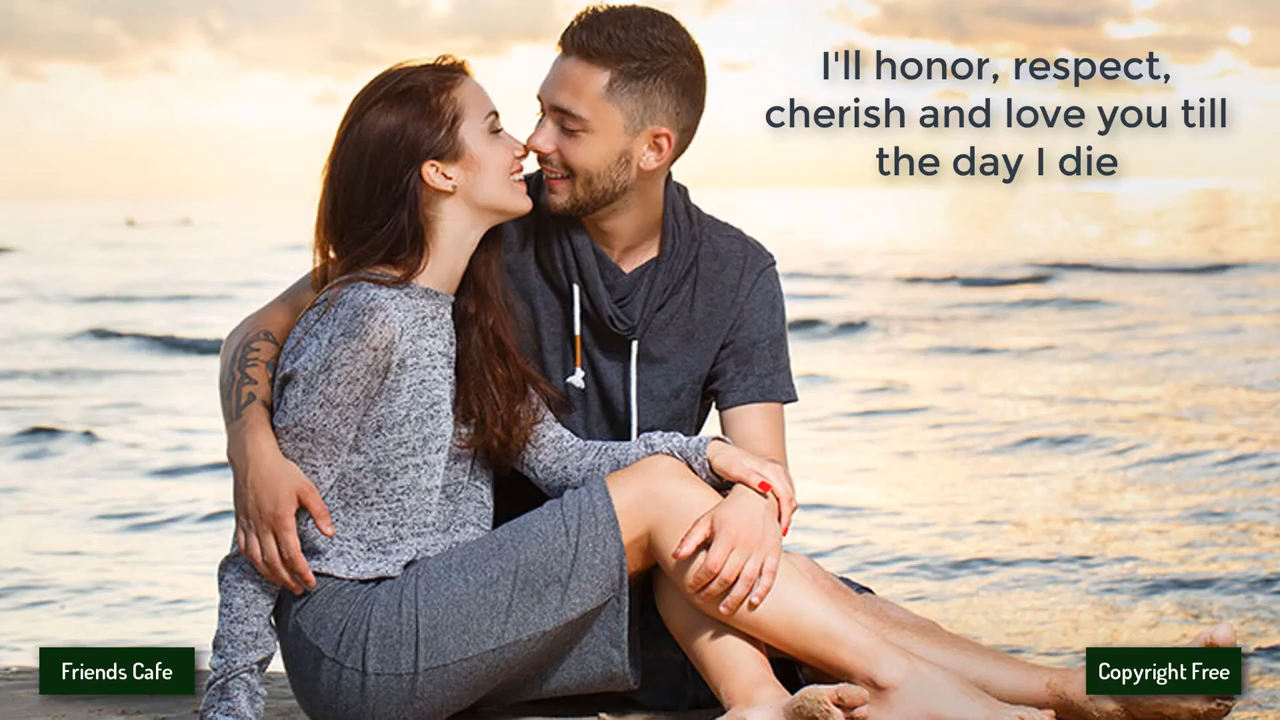 I'll honor, respect,
cherish and love you till
the day I die
Friends Cafe
Copyright Free